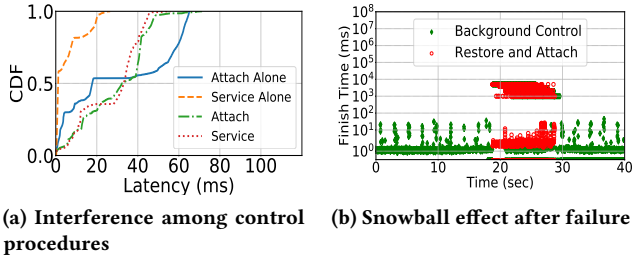 CDF
1.0
0.5
0.0
0 20 40 60 80 100
Latency (ms)
Attach Alone
Service Alone
Attach
Service
(a) Interference among control
procedures
Finish Time (ms)
10^8
10^7
10^6
10^5
10^4
10^3
10^2
10^1
10^0
0 10 20 30 40
Time (sec)
Background Control
Restore and Attach
(b) Snowball effect after failure